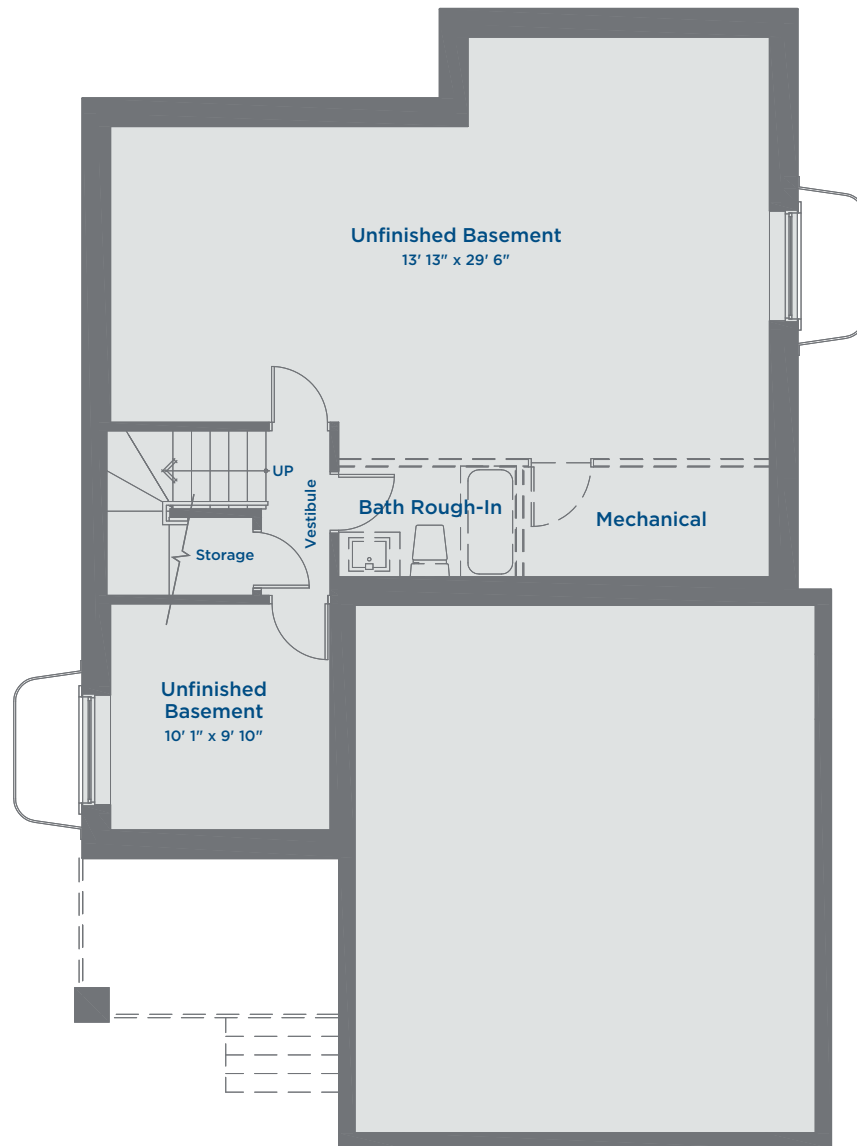 Unfinished Basement
13' 13" x 29' 6"
UP
Vestibule
Bath Rough-In
Mechanical
Storage
Unfinished
Basement
10' 1" x 9' 10"